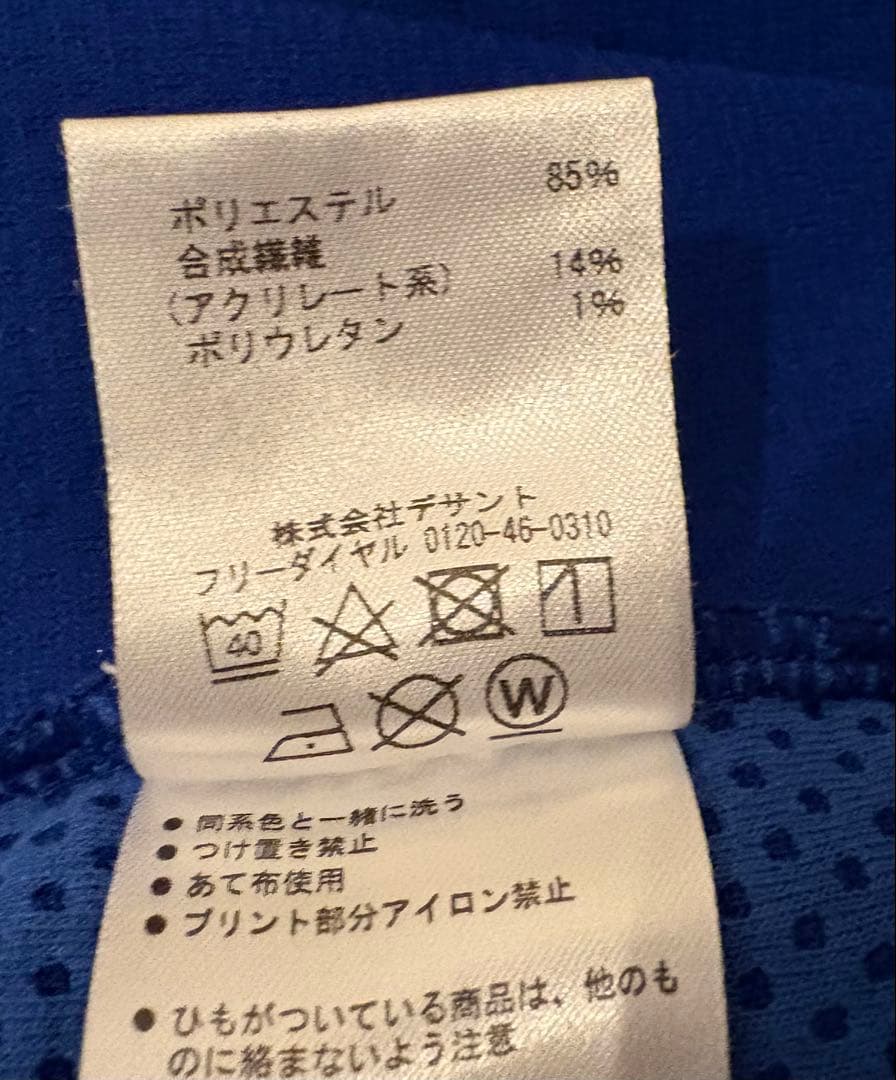 ポリエステル 85%
合成繊維
(アクリレート系) 14%
ポリウレタン 1%
株式会社デサント
フリーダイヤル 0120-46-0310
40
W
● 同系色と一緒に洗う
● つけ置き禁止
● あて布使用
● プリント部分アイロン禁止
● ひもがついている商品は、他のも
のに絡まないよう注意